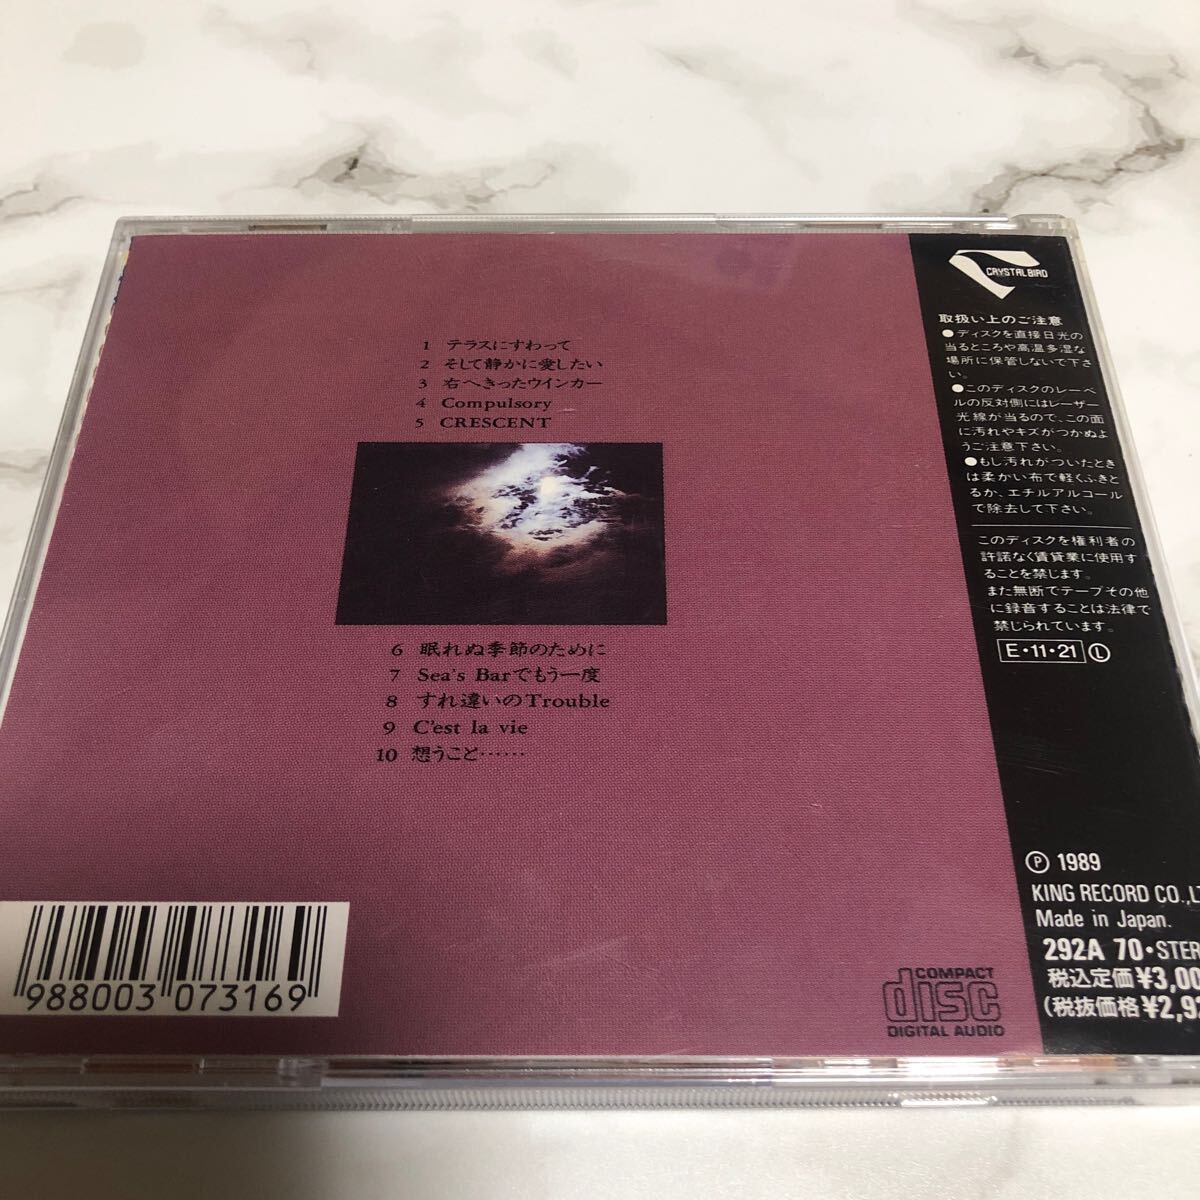 1 テラスにすわって
2 そして静かに愛したい
3 右へきったウインカー
4 Compulsory
5 CRESCENT
6 眠れぬ季節のために
7 Sea's Barでもう一度
8 すれ違いのTrouble
9 C'est la vie
10 想うこと……
988003 073169
COMPACT
disc
DIGITAL AUDIO
CRYSTAL BIRD
取扱い上のご注意
●ディスクを直接日光の
当るところや高温多湿な
場所に保管しないで下さ
い。
●このディスクのレーベ
ルの反対側にはレーザー
光線が当るので、この面
に汚れやキズがつかぬよ
うご注意下さい。
●もし汚れがついたとき
は柔かい布で軽くふきと
るか、エチルアルコール
で除去して下さい。
このディスクを権利者の
許諾なく賃貸業に使用す
ることを禁じます。
また無断でテープその他
に録音することは法律で
禁じられています。
E・11・21 Ⓛ
Ⓟ 1989
KING RECORD CO.,
Made in Japan.
292A 70・STER
税込定価¥3,00
(税抜価格¥2,92